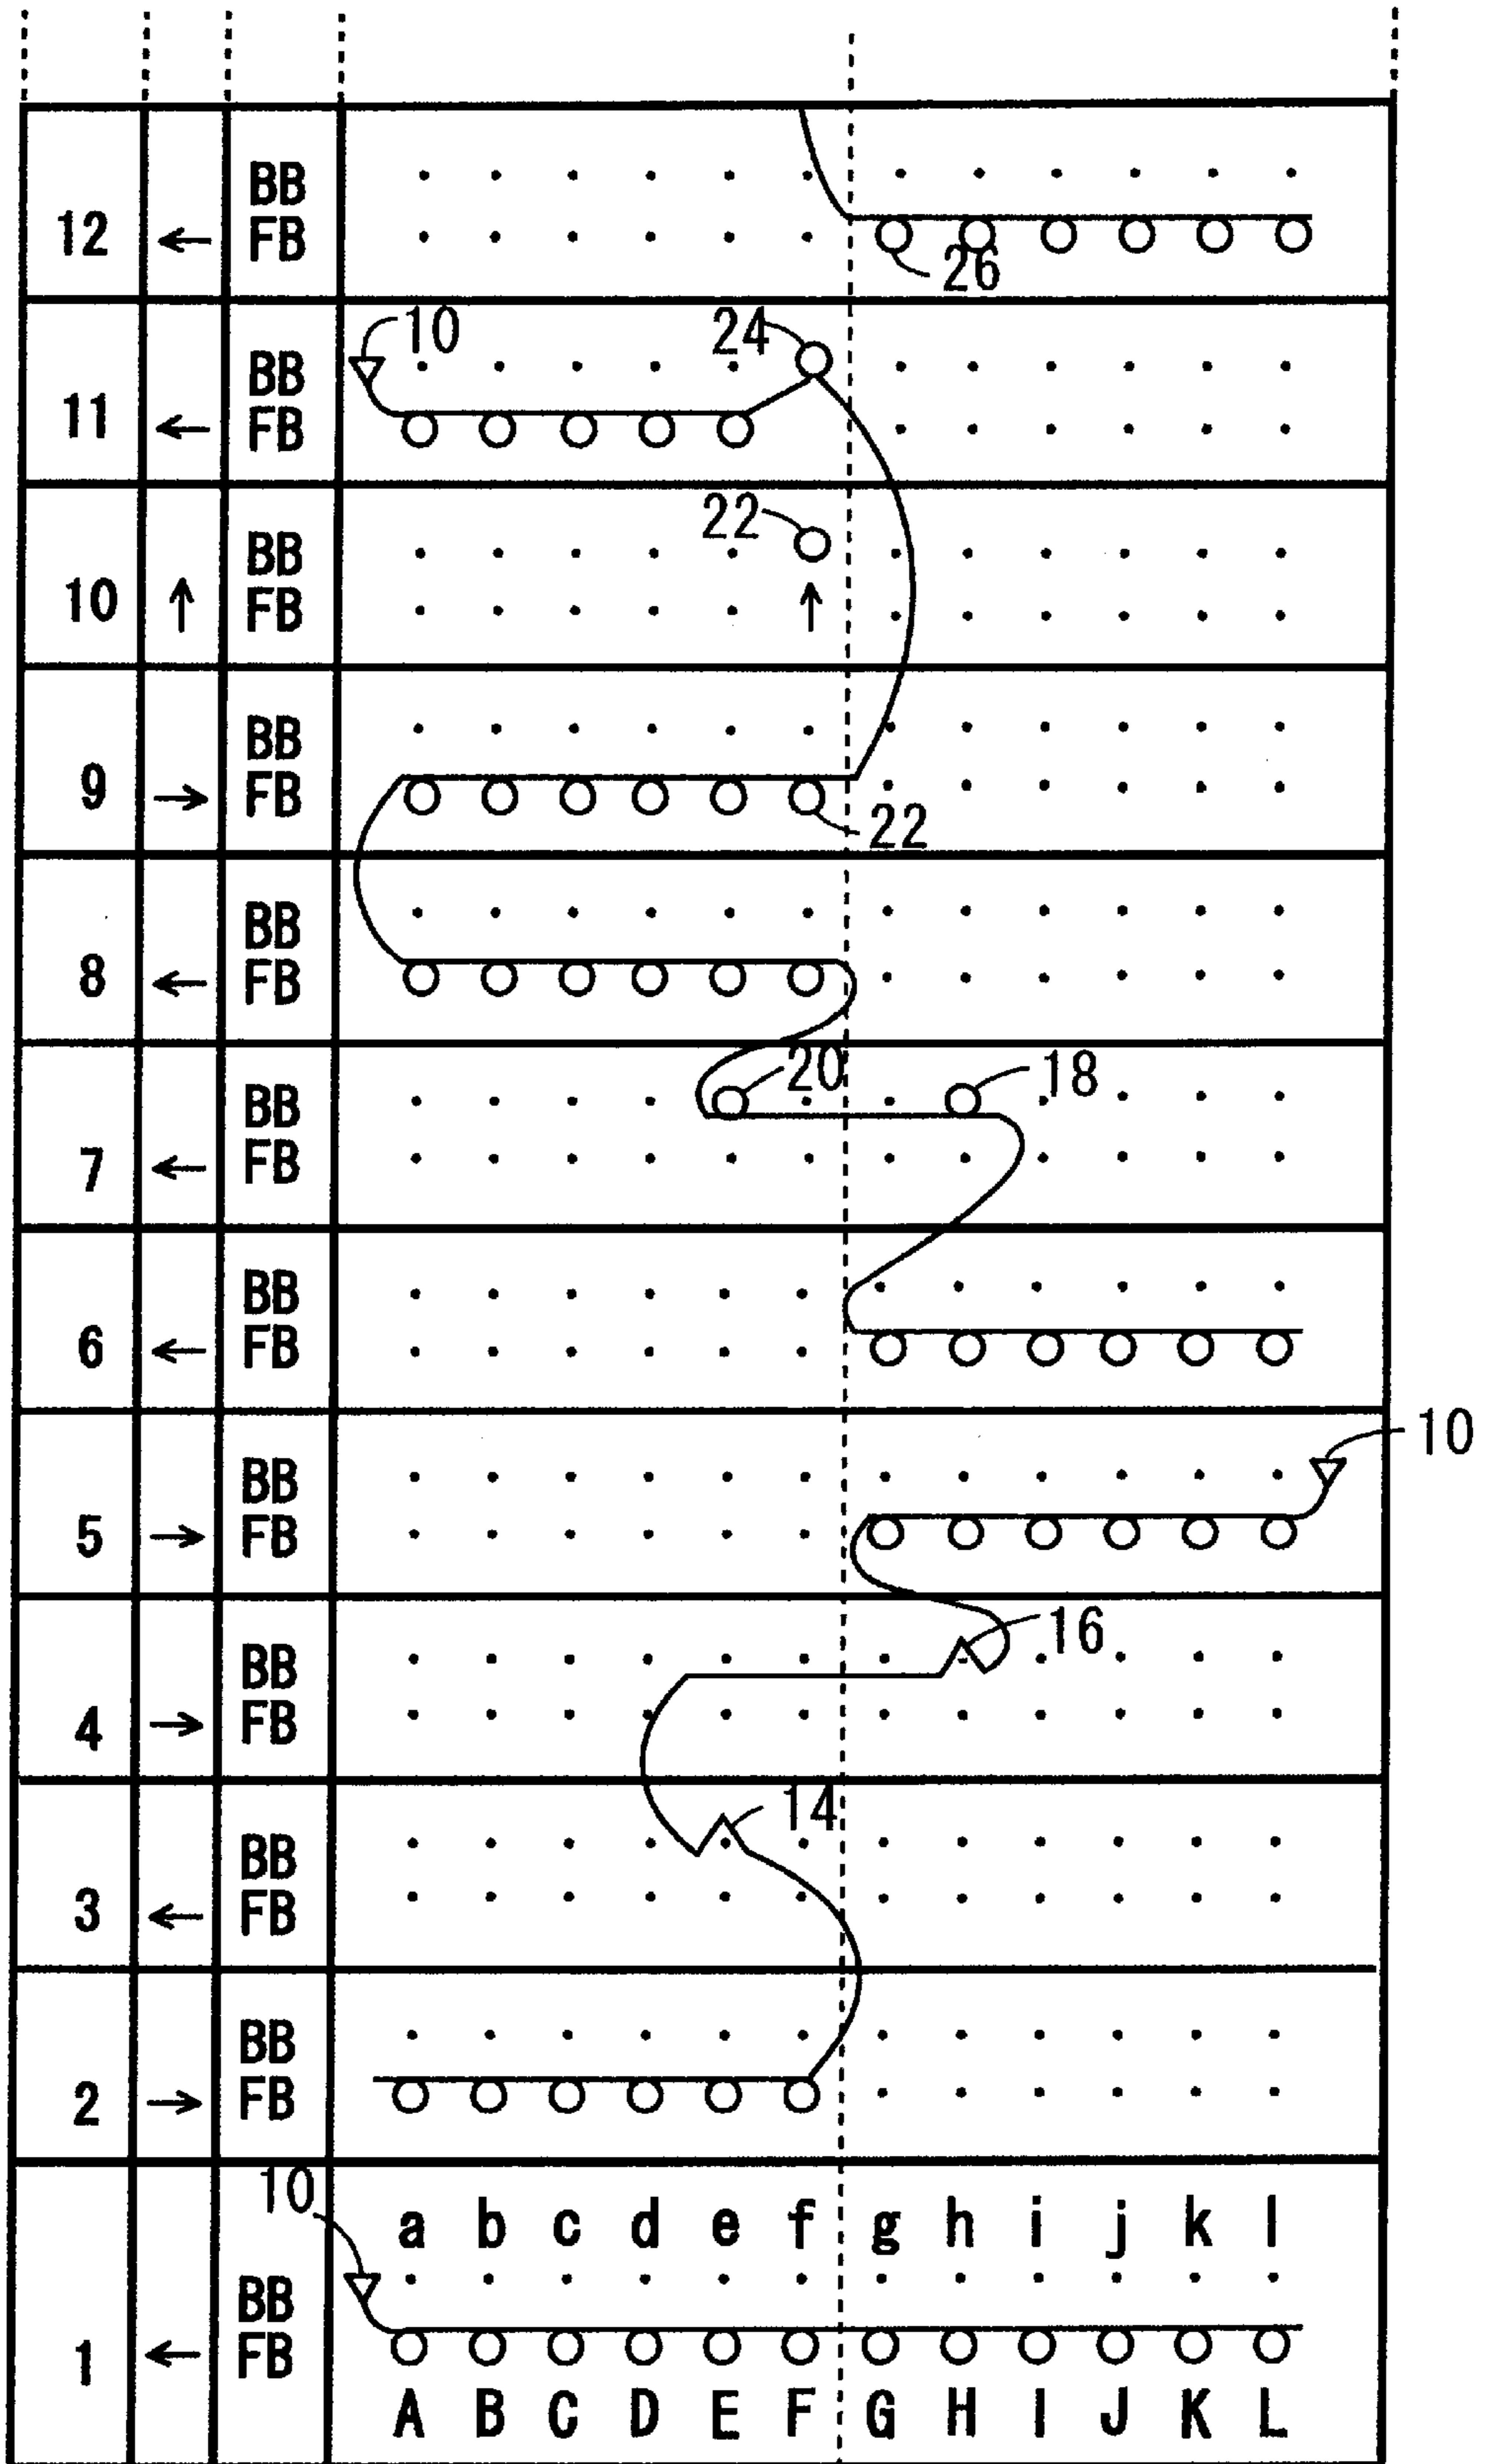 BB
12 ← FB
26
10 24
BB
11 ← FB
22
BB
10 ↑ FB ↑
BB
9 → FB
22
BB
8 ← FB
20 18
BB
7 ← FB
BB
6 ← FB
10
BB
5 → FB
16
BB
4 → FB
14
BB
3 ← FB
BB
2 → FB
10
a b c d e f g h i j k l
BB
1 ← FB
A B C D E F G H I J K L